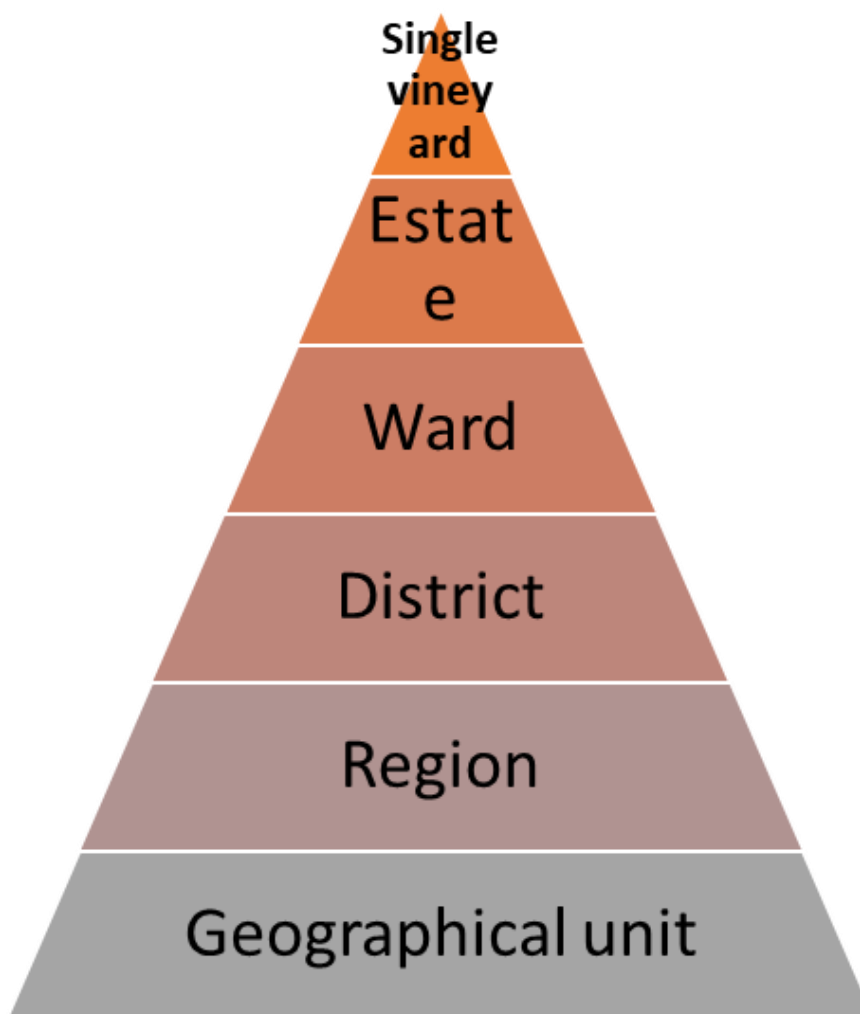 Single
viney
ard
Estat
e
Ward
District
Region
Geographical unit